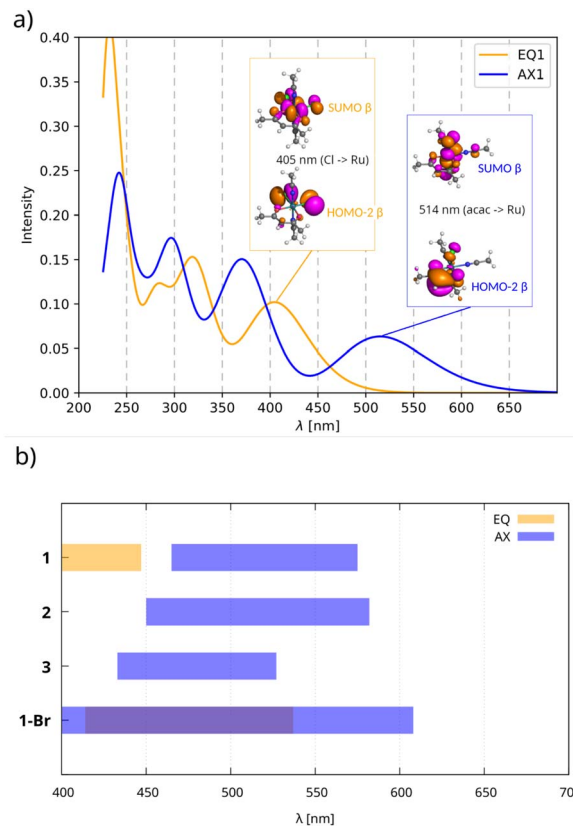 a)
0.40
0.35
0.30
0.25
0.20
0.15
0.10
0.05
0.00
Intensity
EQ1
AX1
SUMO β
405 nm (Cl -> Ru)
HOMO-2 β
SUMO β
514 nm (acac -> Ru)
HOMO-2 β
200 250 300 350 400 450 500 550 600 650
λ [nm]
b)
EQ
AX
1
2
3
1-Br
400 450 500 550 600 650 70
λ [nm]